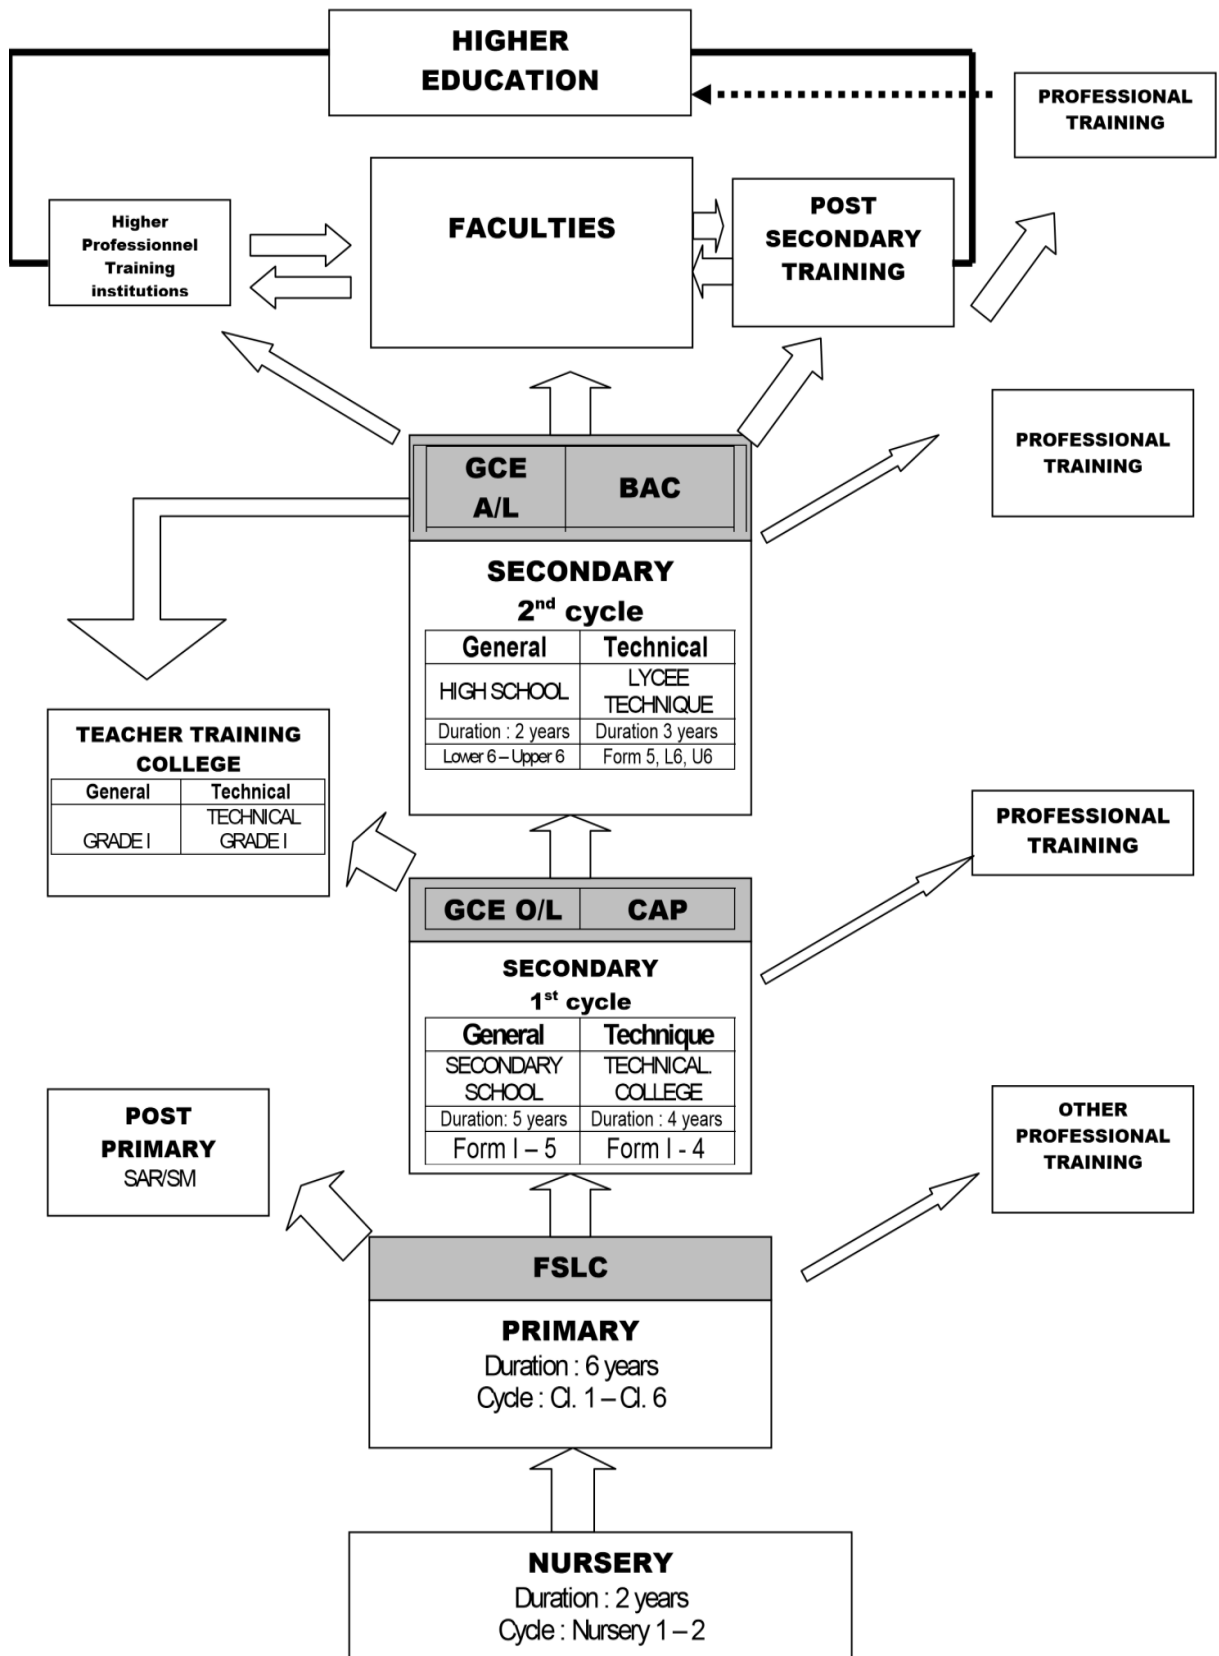 HIGHER
EDUCATION
PROFESSIONAL
TRAINING
Higher
Professionnel
Training
institutions
FACULTIES
POST
SECONDARY
TRAINING
PROFESSIONAL
TRAINING
GCE
A/L
BAC
SECONDARY
2nd cycle
General
Technical
HIGH SCHOOL
LYCEE
TECHNIQUE
Duration : 2 years
Duration 3 years
Lower 6 – Upper 6
Form 5, L6, U6
TEACHER TRAINING
COLLEGE
General
Technical
GRADE I
TECHNICAL
GRADE I
PROFESSIONAL
TRAINING
GCE O/L
CAP
SECONDARY
1st cycle
General
Technique
SECONDARY
SCHOOL
TECHNICAL.
COLLEGE
Duration: 5 years
Duration : 4 years
Form I – 5
Form I - 4
POST
PRIMARY
SAR/SM
OTHER
PROFESSIONAL
TRAINING
FSLC
PRIMARY
Duration : 6 years
Cycle : Cl. 1 – Cl. 6
NURSERY
Duration : 2 years
Cycle : Nursery 1 – 2